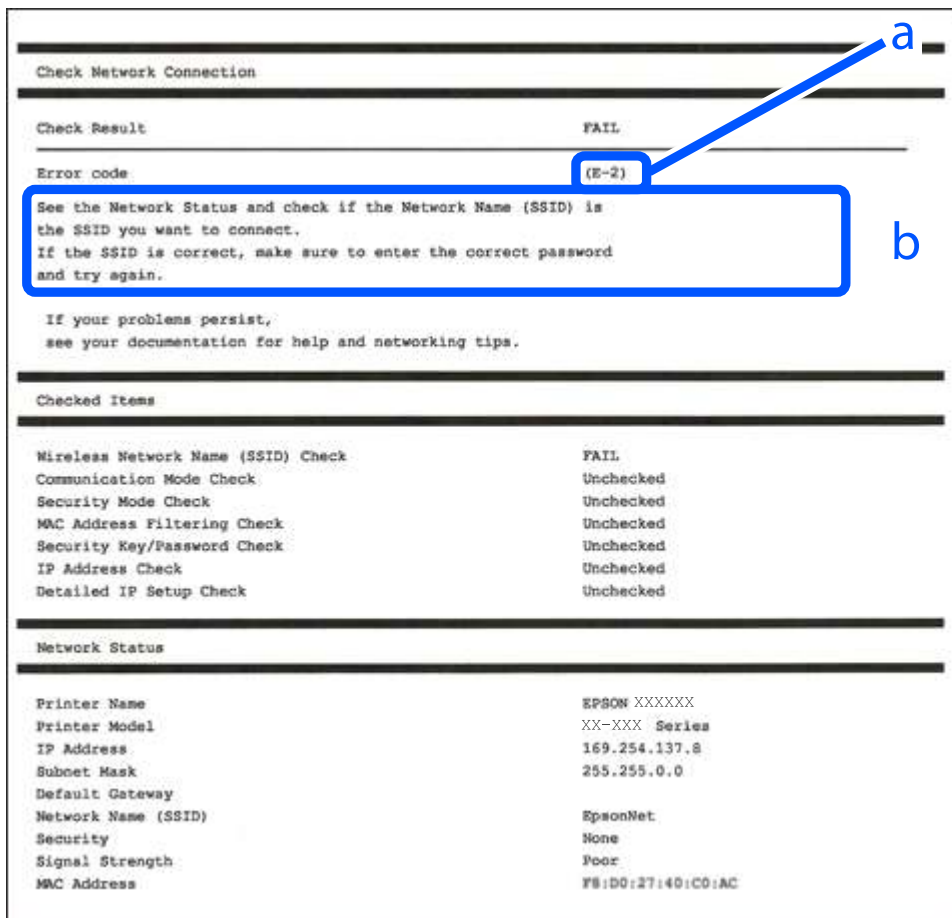 a
Check Network Connection
Check Result FAIL
Error code (E-2)
See the Network Status and check if the Network Name (SSID) is
the SSID you want to connect.
If the SSID is correct, make sure to enter the correct password
and try again.
b
If your problems persist,
see your documentation for help and networking tips.
Checked Items
Wireless Network Name (SSID) Check FAIL
Communication Mode Check Unchecked
Security Mode Check Unchecked
MAC Address Filtering Check Unchecked
Security Key/Password Check Unchecked
IP Address Check Unchecked
Detailed IP Setup Check Unchecked
Network Status
Printer Name EPSON XXXXXX
Printer Model XX-XXX Series
IP Address 169.254.137.8
Subnet Mask 255.255.0.0
Default Gateway
Network Name (SSID) EpsonNet
Security None
Signal Strength Poor
MAC Address F8:D0:27:40:C0:AC